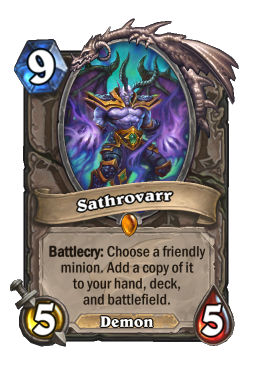 9
Sathrovarr
Battlecry: Choose a friendly
minion. Add a copy of it
to your hand, deck,
and battlefield.
5
Demon
5